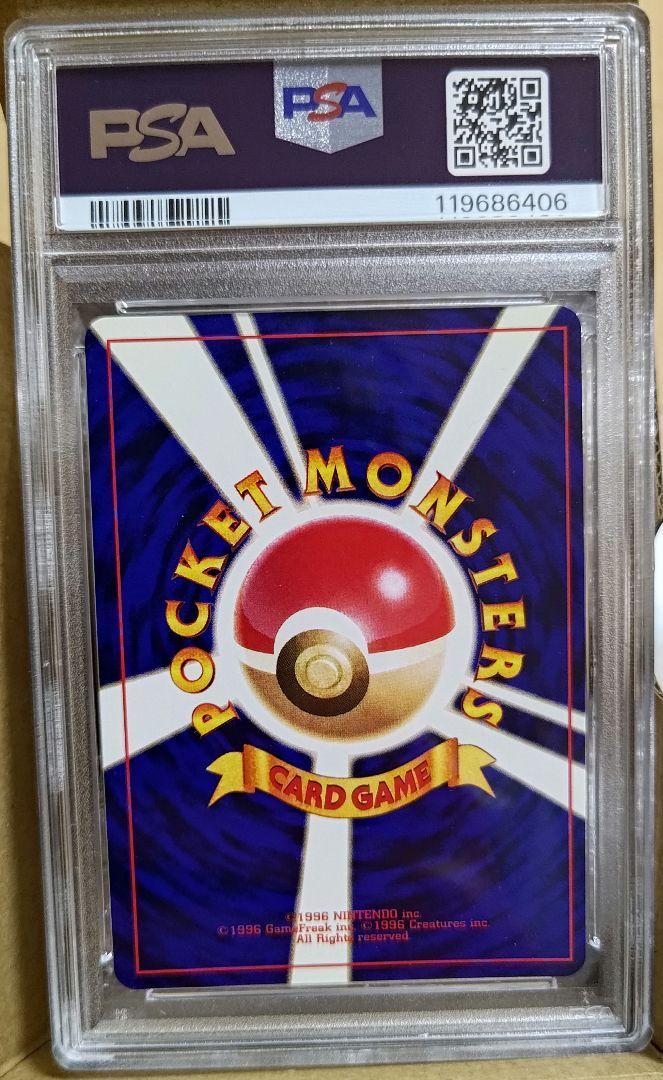 PSA
PSA
119686406
POCKET MONSTERS
CARD GAME
©1996 NINTENDO inc.
©1996 GameFreak inc. ©1996 Creatures inc.
All Rights reserved.